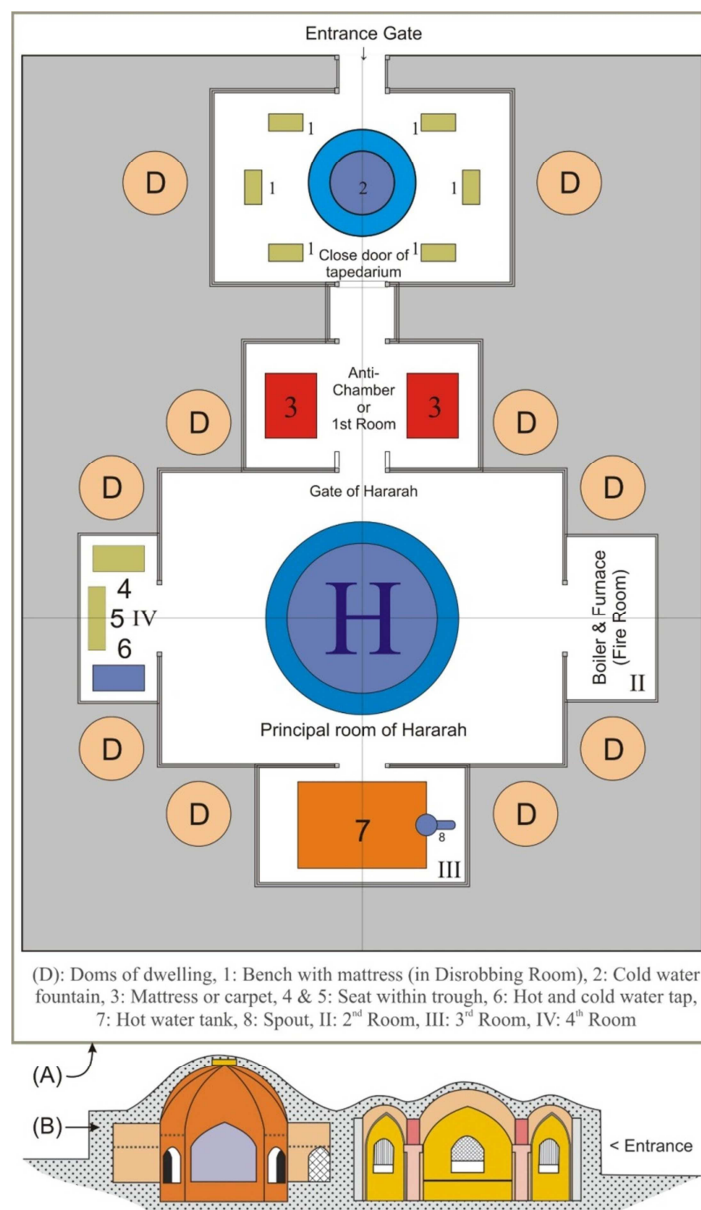 Entrance Gate
1 1
D 1 2 1 D
1 1
Close door of
tapedarium
Anti-
Chamber
or
1st Room
3 3
D D
D D
Gate of Hararah
4
5 IV
6
H
Boiler & Furnace
(Fire Room)
II
Principal room of Hararah
D D
D D
7
8
III
(D): Doms of dwelling, 1: Bench with mattress (in Disrobbing Room), 2: Cold water
fountain, 3: Mattress or carpet, 4 & 5: Seat within trough, 6: Hot and cold water tap,
7: Hot water tank, 8: Spout, II: 2nd Room, III: 3rd Room, IV: 4th Room
(A)
(B)
< Entrance